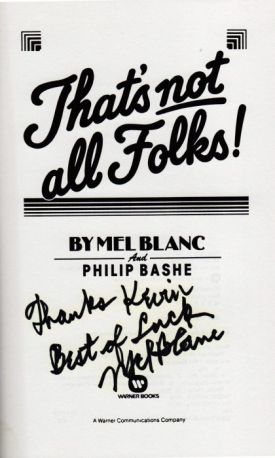 That's not
all Folks!
BY MEL BLANC
And
PHILIP BASHE
Thanks Kevin
Best of Luck
Mel Blanc
WARNER BOOKS
A Warner Communications Company